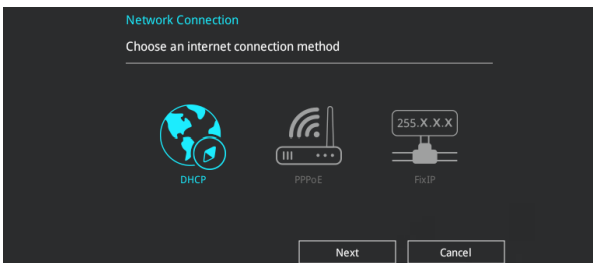 Network Connection
Choose an internet connection method
255.X.X.X
DHCP PPPoE FixIP
Next Cancel